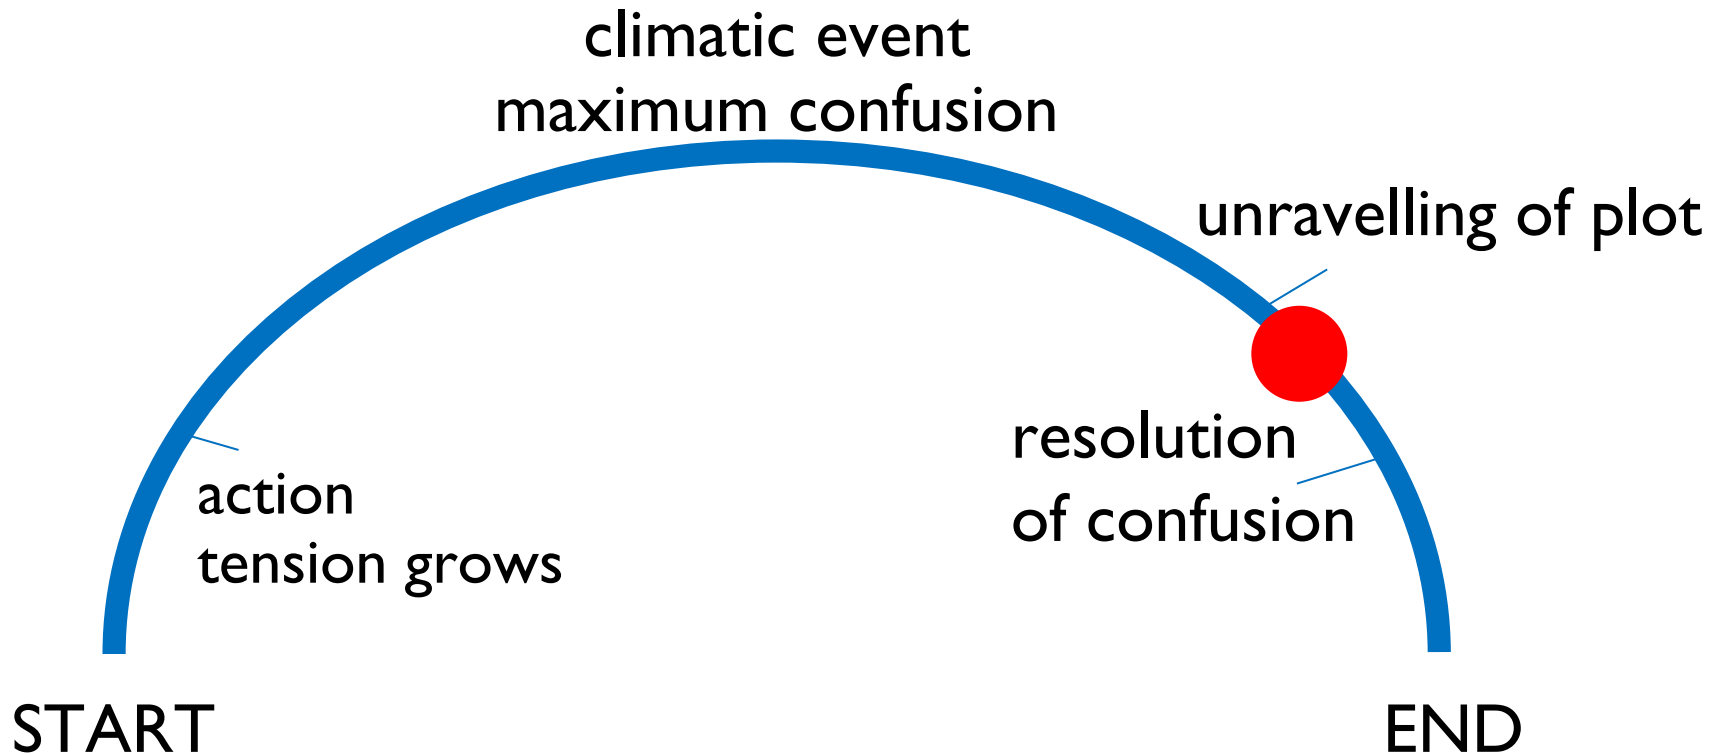 climatic event
maximum confusion
unravelling of plot
resolution
of confusion
action
tension grows
START
END